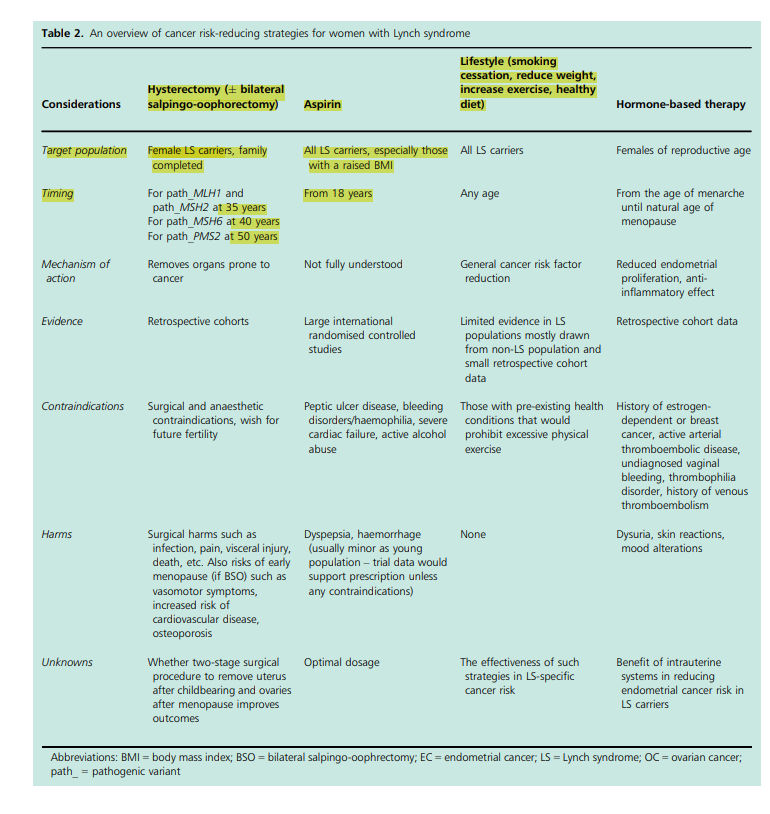 Table 2. An overview of cancer risk-reducing strategies for women with Lynch syndrome
Considerations
Hysterectomy (± bilateral
salpingo-oophorectomy)
Aspirin
Lifestyle (smoking
cessation, reduce weight,
increase exercise, healthy
diet)
Hormone-based therapy
Target population
Female LS carriers, family
completed
All LS carriers, especially those
with a raised BMI
All LS carriers
Females of reproductive age
Timing
For path_MLH1 and
path_MSH2 at 35 years
For path_MSH6 at 40 years
For path_PMS2 at 50 years
From 18 years
Any age
From the age of menarche
until natural age of
menopause
Mechanism of
action
Removes organs prone to
cancer
Not fully understood
General cancer risk factor
reduction
Reduced endometrial
proliferation, anti-
inflammatory effect
Evidence
Retrospective cohorts
Large international
randomised controlled
studies
Limited evidence in LS
populations mostly drawn
from non-LS population and
small retrospective cohort
data
Retrospective cohort data
Contraindications
Surgical and anaesthetic
contraindications, wish for
future fertility
Peptic ulcer disease, bleeding
disorders/haemophilia, severe
cardiac failure, active alcohol
abuse
Those with pre-existing health
conditions that would
prohibit excessive physical
exercise
History of estrogen-
dependent or breast
cancer, active arterial
thromboembolic disease,
undiagnosed vaginal
bleeding, thrombophilia
disorder, history of venous
thromboembolism
Harms
Surgical harms such as
infection, pain, visceral injury,
death, etc. Also risks of early
menopause (if BSO) such as
vasomotor symptoms,
increased risk of
cardiovascular disease,
osteoporosis
Dyspepsia, haemorrhage
(usually minor as young
population – trial data would
support prescription unless
any contraindications)
None
Dysuria, skin reactions,
mood alterations
Unknowns
Whether two-stage surgical
procedure to remove uterus
after childbearing and ovaries
after menopause improves
outcomes
Optimal dosage
The effectiveness of such
strategies in LS-specific
cancer risk
Benefit of intrauterine
systems in reducing
endometrial cancer risk in
LS carriers
Abbreviations: BMI = body mass index; BSO = bilateral salpingo-oophrectomy; EC = endometrial cancer; LS = Lynch syndrome; OC = ovarian cancer;
path_ = pathogenic variant